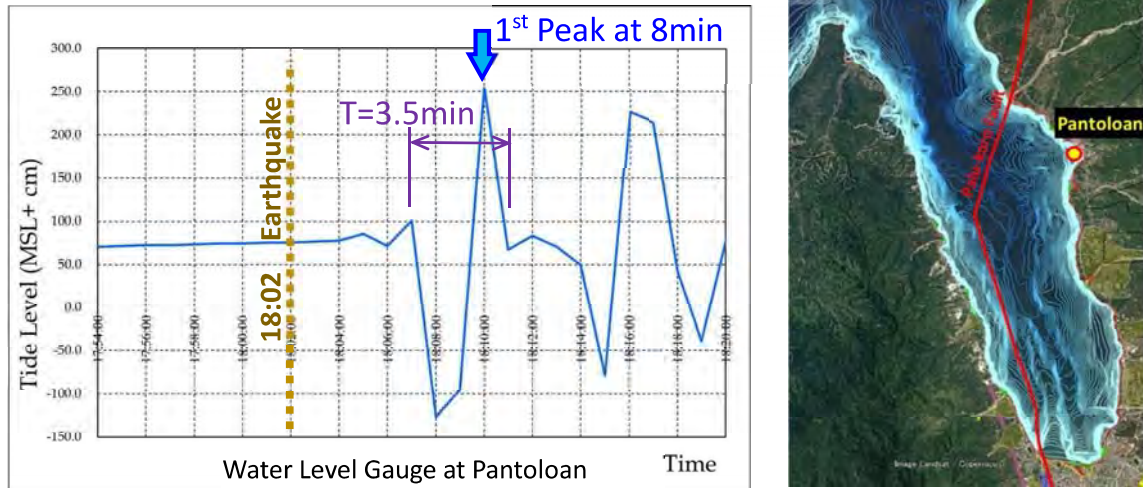 1st Peak at 8min
T=3.5min
18:02 Earthquake
Tide Level (MSL+ cm)
300.0
250.0
200.0
150.0
100.0
50.0
0.0
-50.0
-100.0
-150.0
17:54:00
17:56:00
17:58:00
18:00:00
18:02:00
18:04:00
18:06:00
18:08:00
18:10:00
18:12:00
18:14:00
18:16:00
18:18:00
18:20:00
Water Level Gauge at Pantoloan
Time
Pantoloan
Palu-koro Fault
Image Landsat / Copernicus